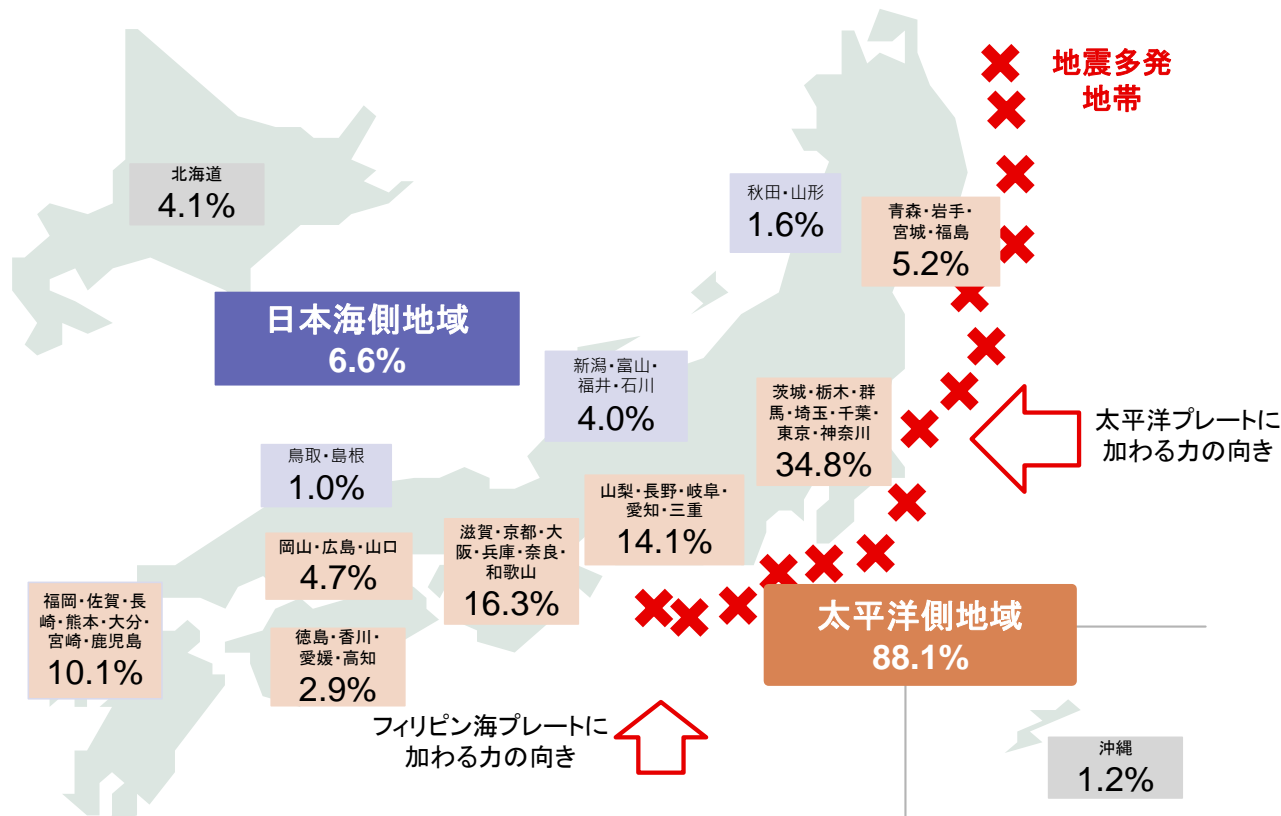 地震多発
地帯
北海道
4.1%
秋田・山形
1.6%
青森・岩手・
宮城・福島
5.2%
日本海側地域
6.6%
新潟・富山・
福井・石川
4.0%
茨城・栃木・群
馬・埼玉・千葉・
東京・神奈川
34.8%
太平洋プレートに
加わる力の向き
鳥取・島根
1.0%
山梨・長野・岐阜・
愛知・三重
14.1%
滋賀・京都・大
阪・兵庫・奈良・
和歌山
16.3%
岡山・広島・山口
4.7%
福岡・佐賀・長
崎・熊本・大分・
宮崎・鹿児島
10.1%
太平洋側地域
88.1%
徳島・香川・
愛媛・高知
2.9%
フィリピン海プレートに
加わる力の向き
沖縄
1.2%